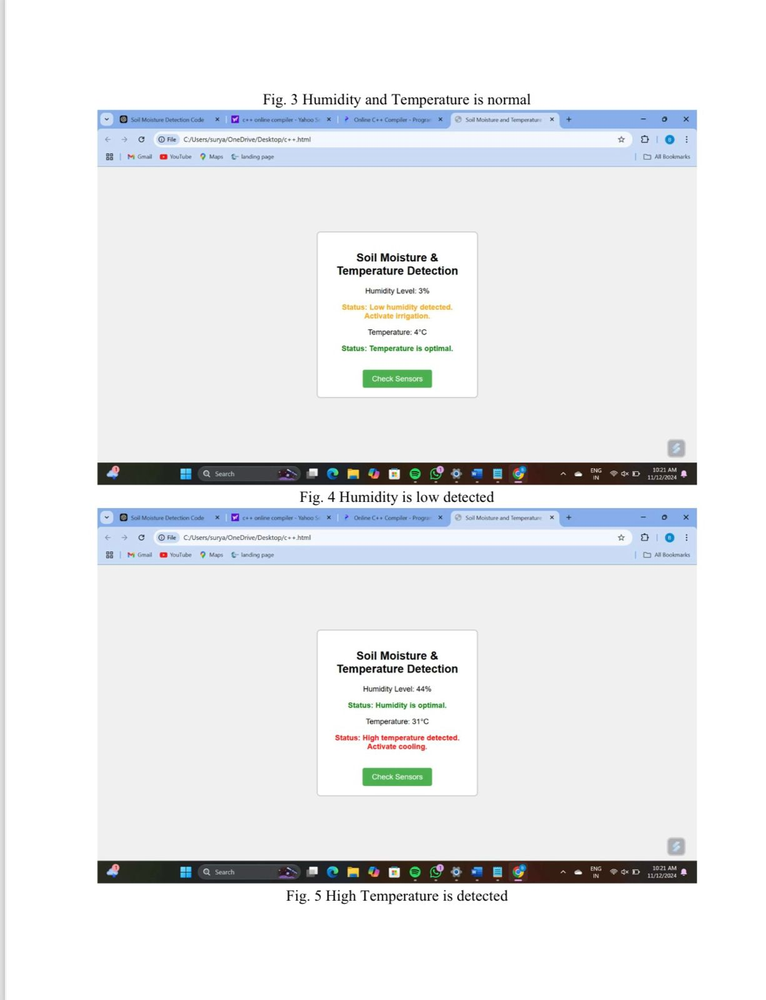 Fig. 3 Humidity and Temperature is normal
Soil Moisture Detection Code
c++ online compiler - Yahoo S
Online C++ Compiler - Progra
Soil Moisture and Temperature
File C:/Users/surya/OneDrive/Desktop/c++.html
B
Gmail YouTube Maps landing page
All Bookmarks
Soil Moisture &
Temperature Detection
Humidity Level: 3%
Status: Low humidity detected.
Activate irrigation.
Temperature: 4°C
Status: Temperature is optimal.
Check Sensors
1
Search
1
ENG
IN
10:21 AM
11/12/2024
Fig. 4 Humidity is low detected
Soil Moisture Detection Code
c++ online compiler - Yahoo S
Online C++ Compiler - Progra
Soil Moisture and Temperature
File C:/Users/surya/OneDrive/Desktop/c++.html
B
Gmail YouTube Maps landing page
All Bookmarks
Soil Moisture &
Temperature Detection
Humidity Level: 44%
Status: Humidity is optimal.
Temperature: 31°C
Status: High temperature detected.
Activate cooling.
Check Sensors
1
Search
1
ENG
IN
10:21 AM
11/12/2024
Fig. 5 High Temperature is detected